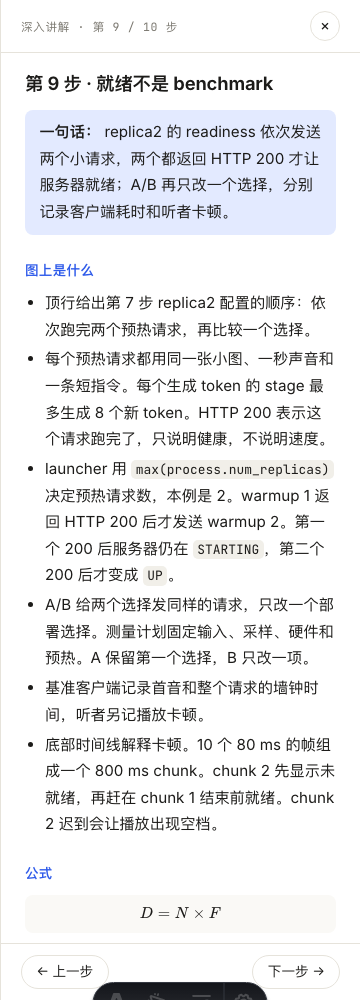 深入讲解 · 第 9 / 10 步
×
第 9 步 · 就绪不是 benchmark
一句话： replica2 的 readiness 依次发送
两个小请求，两个都返回 HTTP 200 才让
服务器就绪；A/B 再只改一个选择，分别
记录客户端耗时和听者卡顿。
图上是什么
• 顶行给出第 7 步 replica2 配置的顺序：依
次跑完两个预热请求，再比较一个选择。
• 每个预热请求都用同一张小图、一秒声音和
一条短指令。每个生成 token 的 stage 最
多生成 8 个新 token。HTTP 200 表示这
个请求跑完了，只说明健康，不说明速度。
• launcher 用 max(process.num_replicas)
决定预热请求数，本例是 2。warmup 1 返
回 HTTP 200 后才发送 warmup 2。第一
个 200 后服务器仍在 STARTING，第二个
200 后才变成 UP。
• A/B 给两个选择发同样的请求，只改一个部
署选择。测量计划固定输入、采样、硬件和
预热。A 保留第一个选择，B 只改一项。
• 基准客户端记录首音和整个请求的墙钟时
间，听者另记播放卡顿。
• 底部时间线解释卡顿。10 个 80 ms 的帧组
成一个 800 ms chunk。chunk 2 先显示未
就绪，再赶在 chunk 1 结束前就绪。chunk
2 迟到会让播放出现空档。
公式
D = N × F
← 上一步
下一步 →